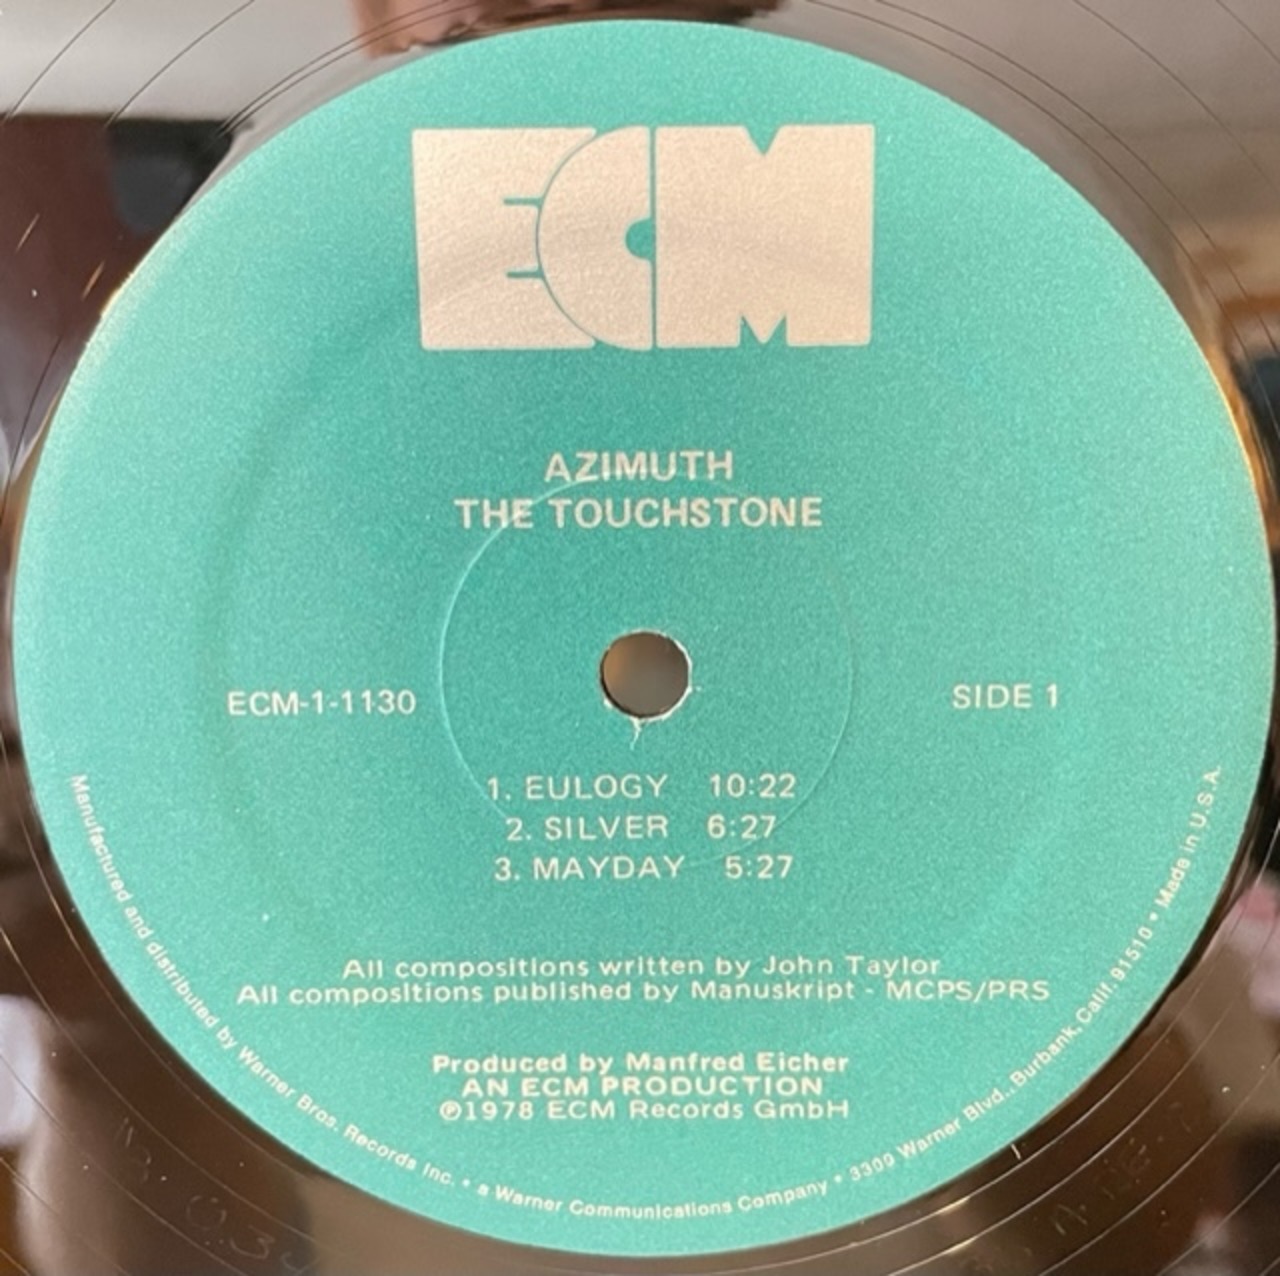 ECM
AZIMUTH
THE TOUCHSTONE
ECM-1-1130
SIDE 1
1. EULOGY 10:22
2. SILVER 6:27
3. MAYDAY 5:27
All compositions written by John Taylor
All compositions published by Manuskript - MCPS/PRS
Produced by Manfred Eicher
AN ECM PRODUCTION
℗1978 ECM Records GmbH
Manufactured and distributed by Warner Bros. Records Inc. • a Warner Communications Company • 3300 Warner Blvd., Burbank, Calif. 91510 • Made in U.S.A.